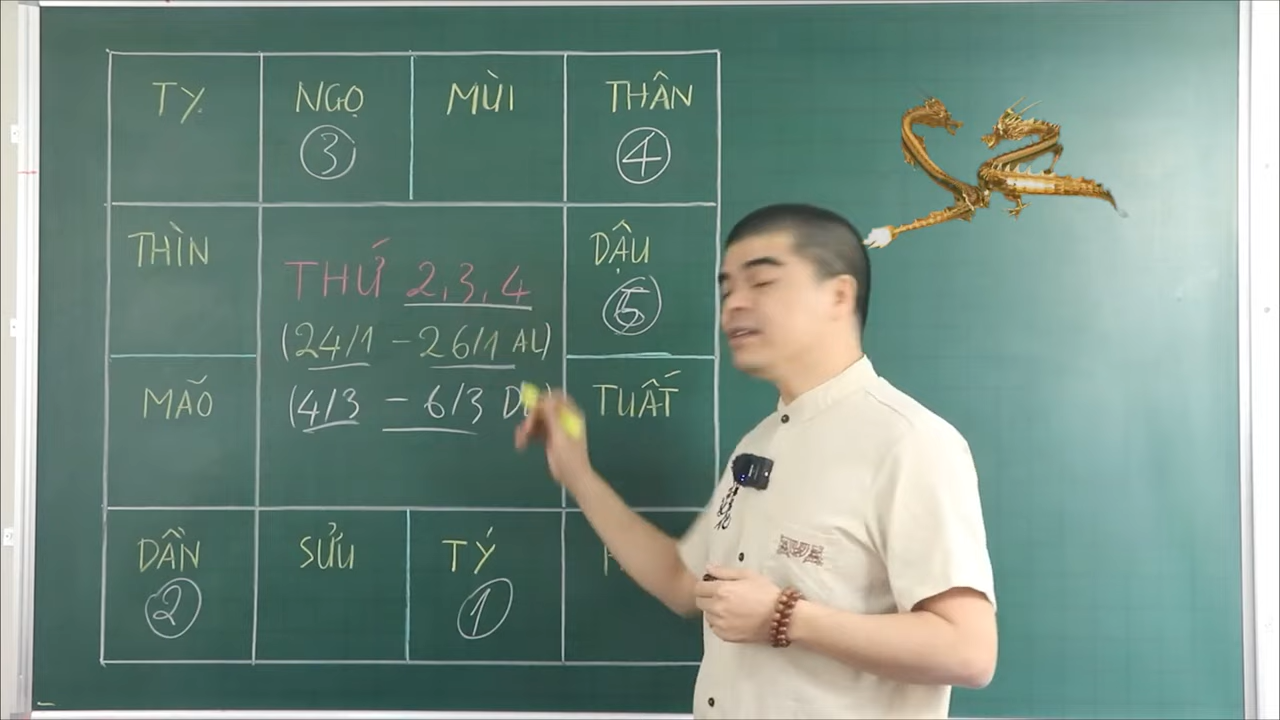 TỴ
NGỌ
MÙI
THÂN
3
4
THÌN
DẬU
5
THỨ 2,3,4
(24/1 - 26/1 AL)
(4/3 - 6/3
MÃO
TUẤT
DẦN
SỬU
TÝ
2
1